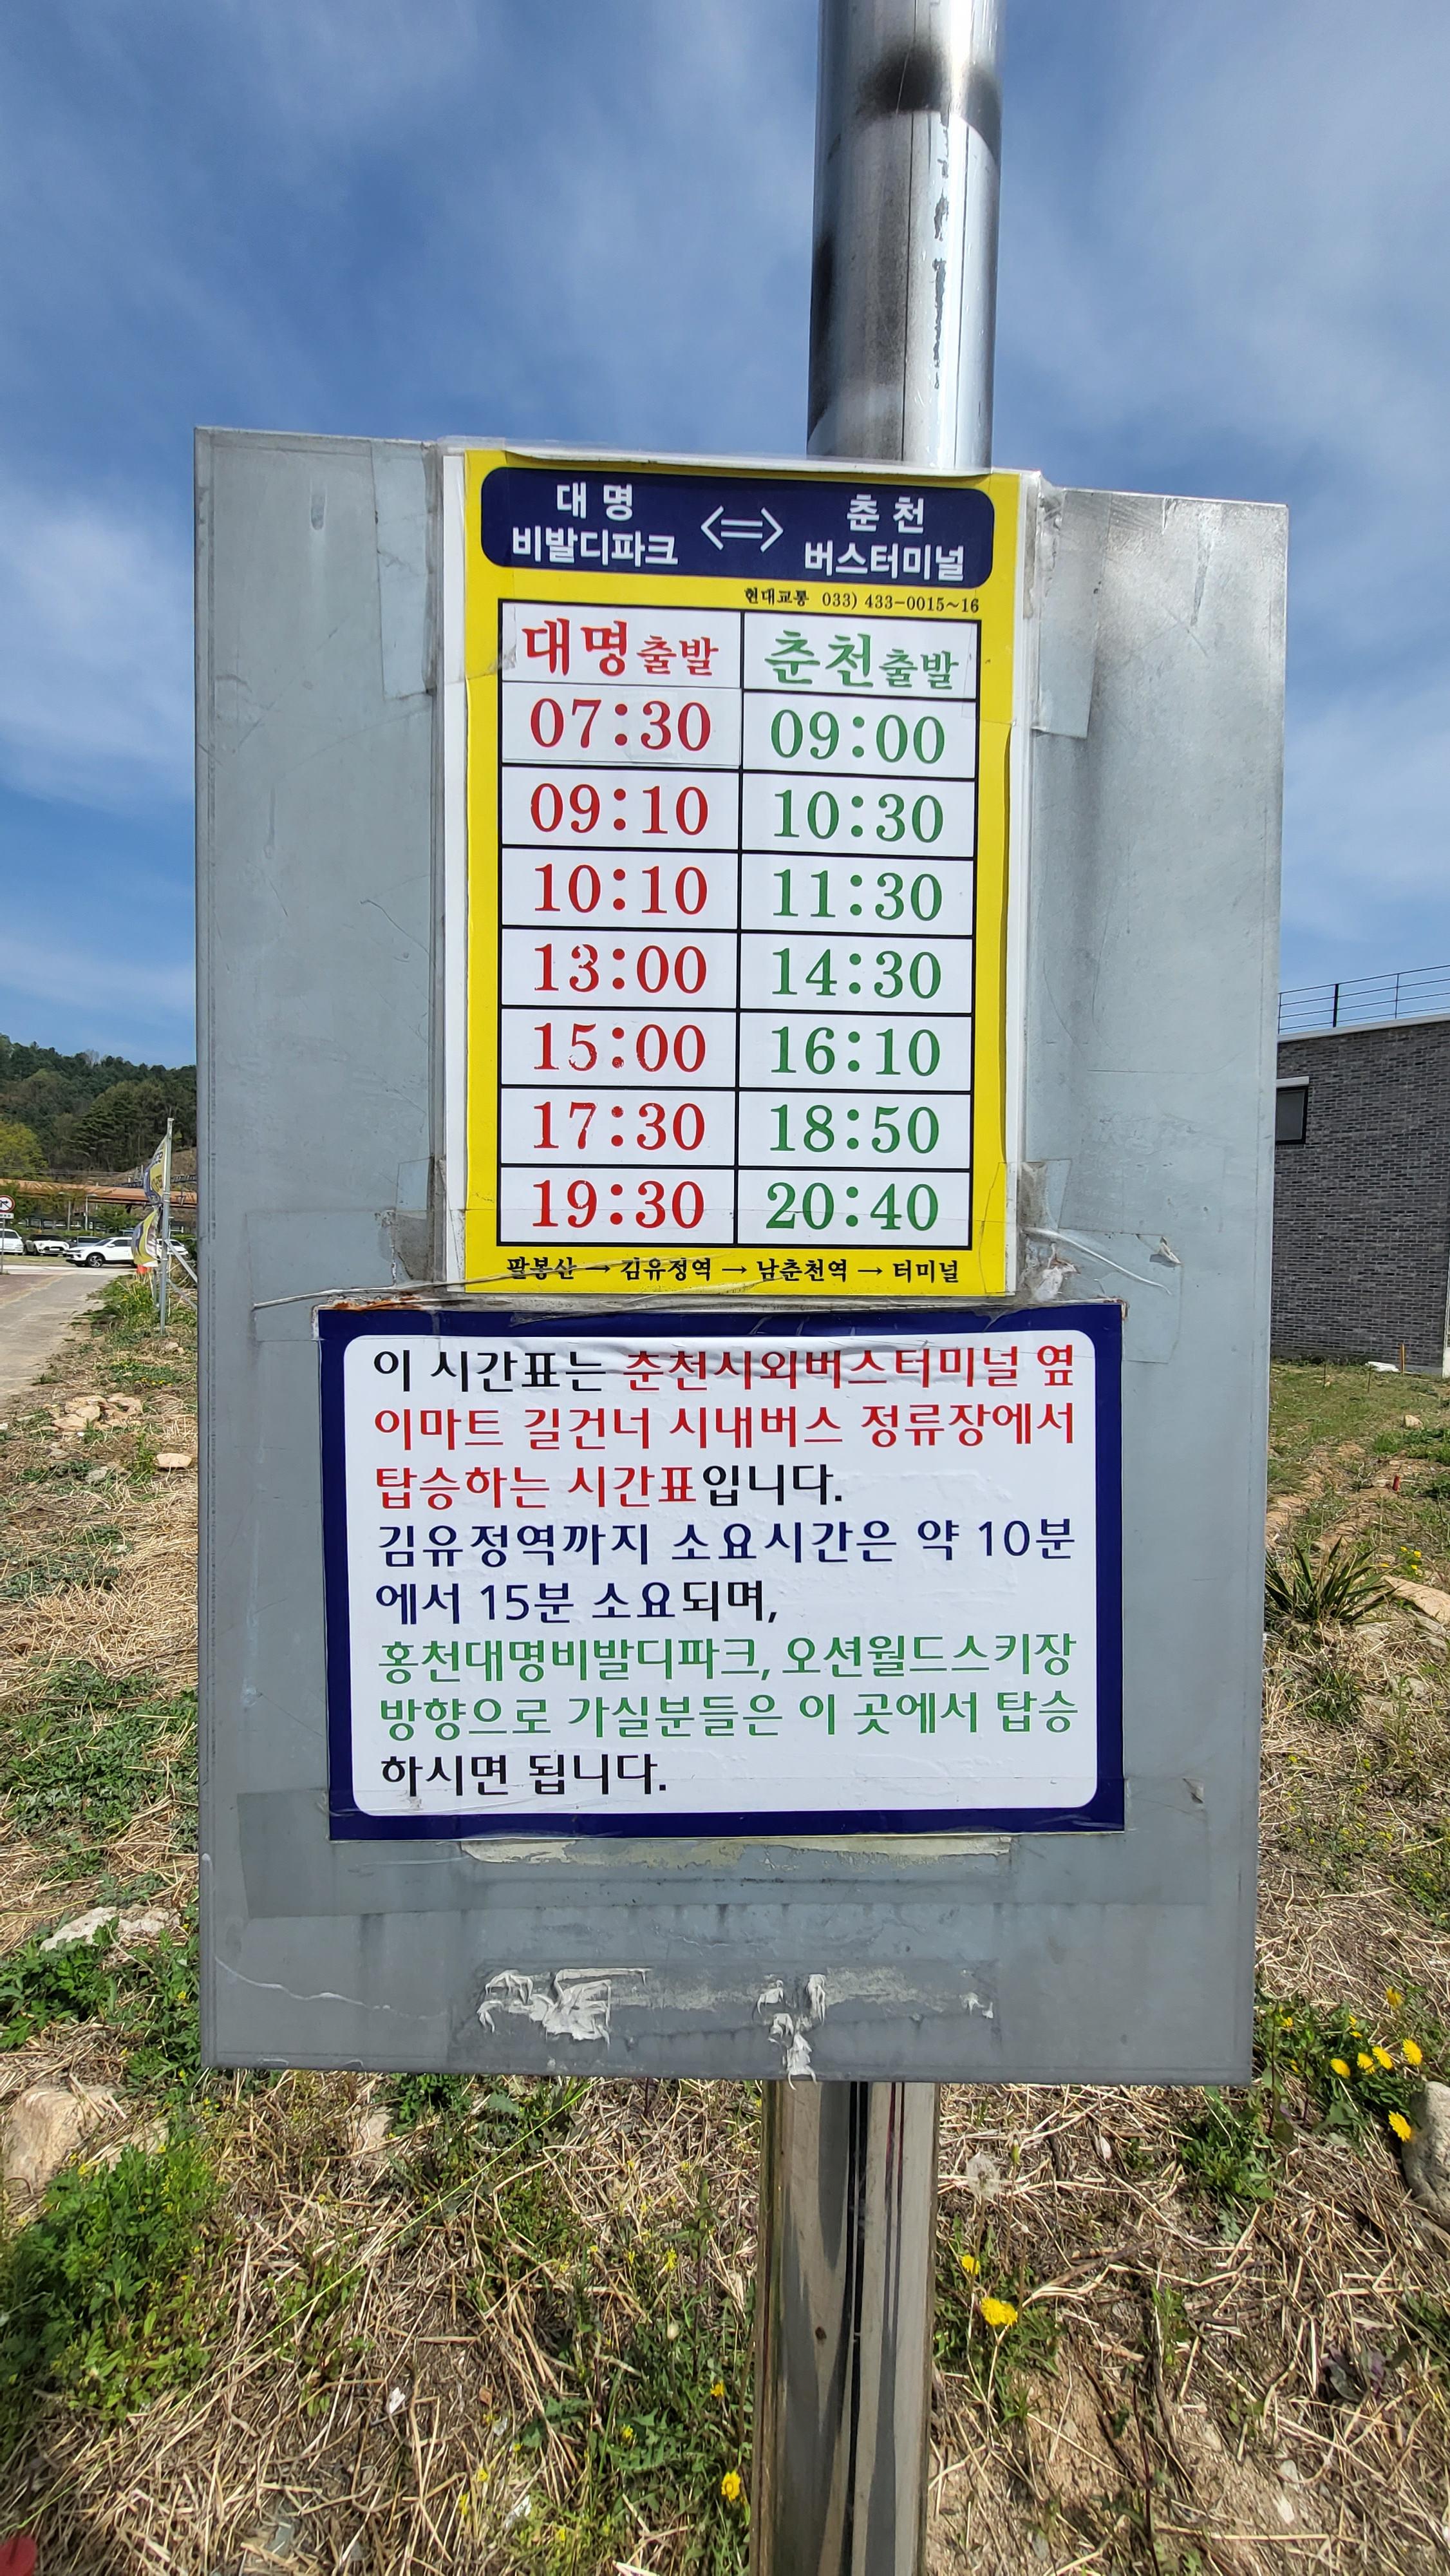 대명 비발디파크 <=> 춘천 버스터미널
현대교통 033) 433-0015~16
대명출발 춘천출발
07:30 09:00
09:10 10:30
10:10 11:30
13:00 14:30
15:00 16:10
17:30 18:50
19:30 20:40
팔봉산 → 김유정역 → 남춘천역 → 터미널
이 시간표는 춘천시외버스터미널 옆
이마트 길건너 시내버스 정류장에서
탑승하는 시간표입니다.
김유정역까지 소요시간은 약 10분
에서 15분 소요되며,
홍천대명비발디파크, 오션월드스키장
방향으로 가실분들은 이 곳에서 탑승
하시면 됩니다.